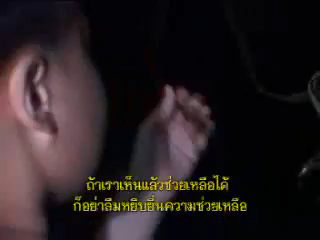 ถ้าเราเห็นแล้วช่วยเหลือได้
ก็อย่าลืมหยิบยื่นความช่วยเหลือ